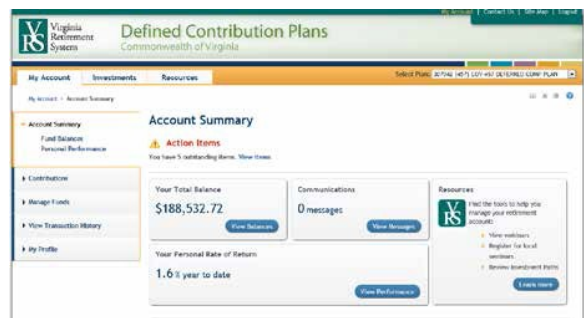 My Account | Contact Us | Site Map | Logout
VRS
Virginia
Retirement
System
Defined Contribution Plans
Commonwealth of Virginia
My Account Investments Resources
Select Plan:
My Account > Account Summary
Account Summary
Fund Balances
Personal Performance
Contributions
Manage Funds
View Transaction History
My Profile
Account Summary
Action Items
You have 5 outstanding items. View items
Your Total Balance
$188,532.72
View Balances
Communications
0 messages
View Messages
Your Personal Rate of Return
1.6 % year to date
View Performance
Resources
VRS
Find the tools to help you
manage your retirement
account:
View webinars
Register for local
seminars
Review Investment Paths
Learn more